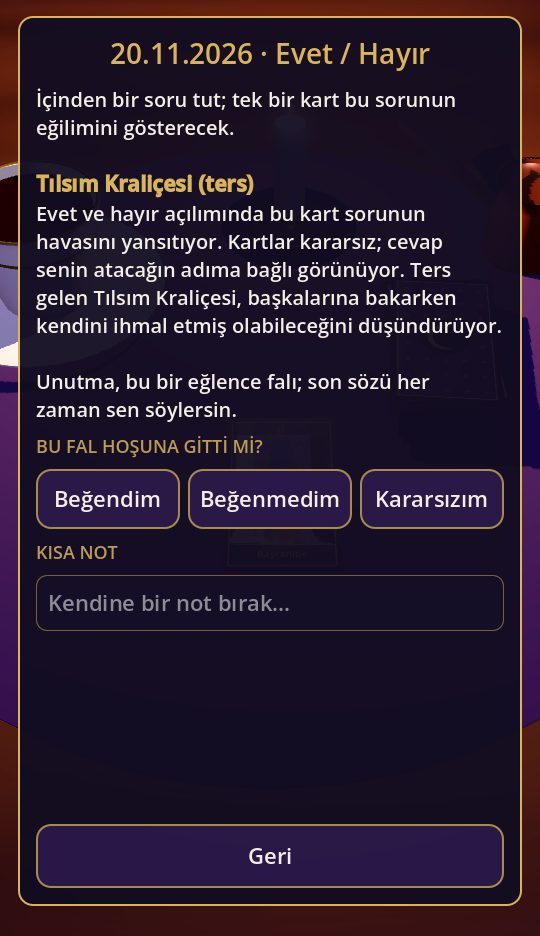 20.11.2026 · Evet / Hayır
İçinden bir soru tut; tek bir kart bu sorunun
eğilimini gösterecek.
Tılsım Kraliçesi (ters)
Evet ve hayır açılımında bu kart sorunun
havasını yansıtıyor. Kartlar kararsız; cevap
senin atacağın adıma bağlı görünüyor. Ters
gelen Tılsım Kraliçesi, başkalarına bakarken
kendini ihmal etmiş olabileceğini düşündürüyor.
Unutma, bu bir eğlence falı; son sözü her
zaman sen söylersin.
BU FAL HOŞUNA GİTTİ Mİ?
Beğendim
Beğenmedim
Kararsızım
KISA NOT
Kendine bir not bırak...
Geri